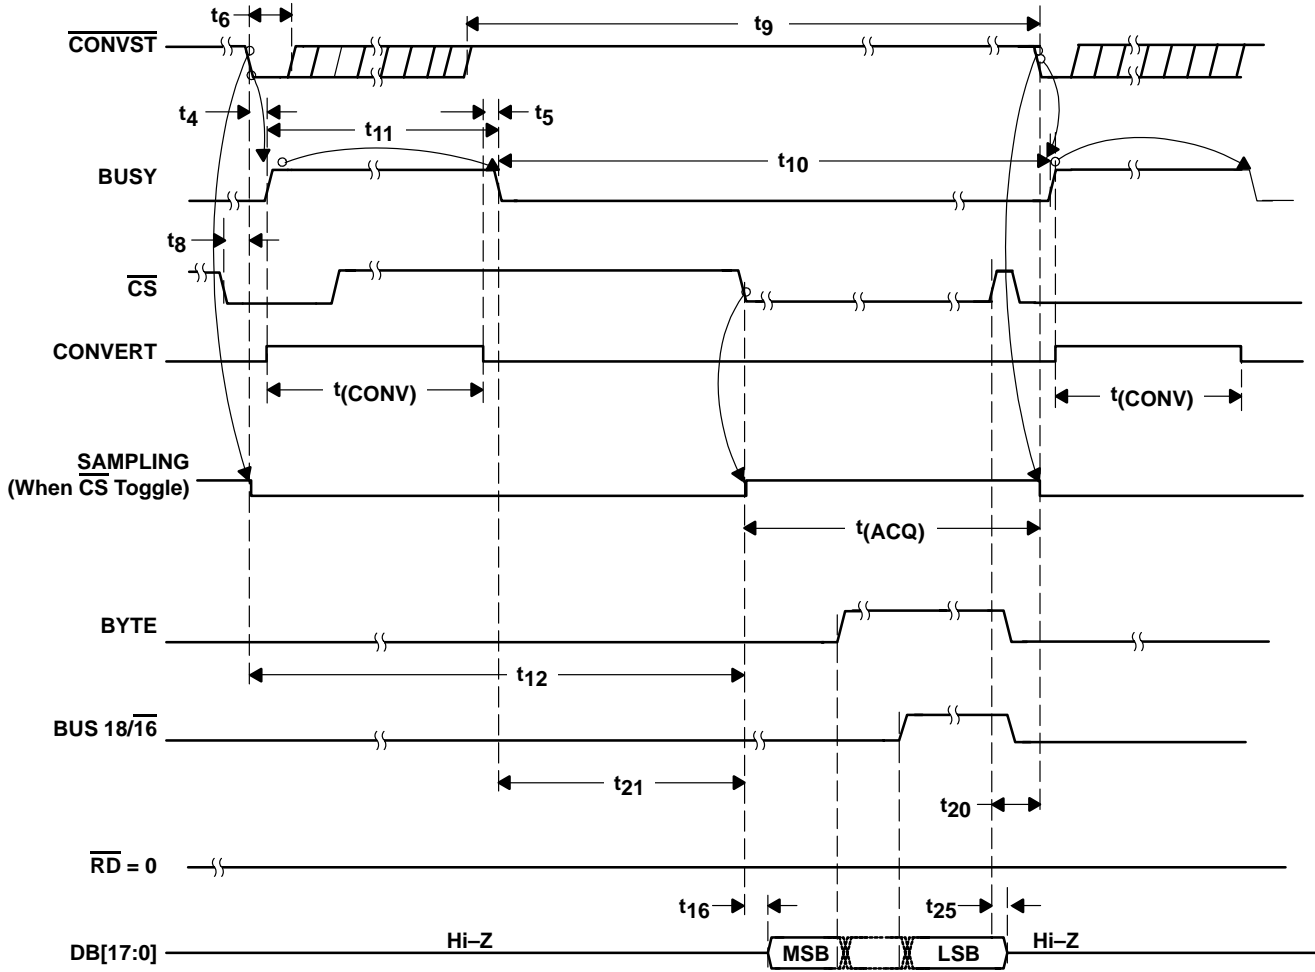 t6
t9
CONVST
t4
t11
t5
t10
BUSY
t8
CS
CONVERT
t(CONV)
t(CONV)
SAMPLING
(When CS Toggle)
t(ACQ)
BYTE
t12
BUS 18/16
t21
t20
RD = 0
t16
t25
Hi–Z
Hi–Z
DB[17:0]
MSB
LSB